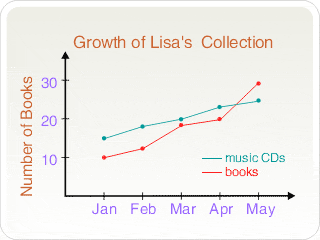 Growth of Lisa's Collection
Number of Books
30
20
10
music CDs
books
Jan Feb Mar Apr May